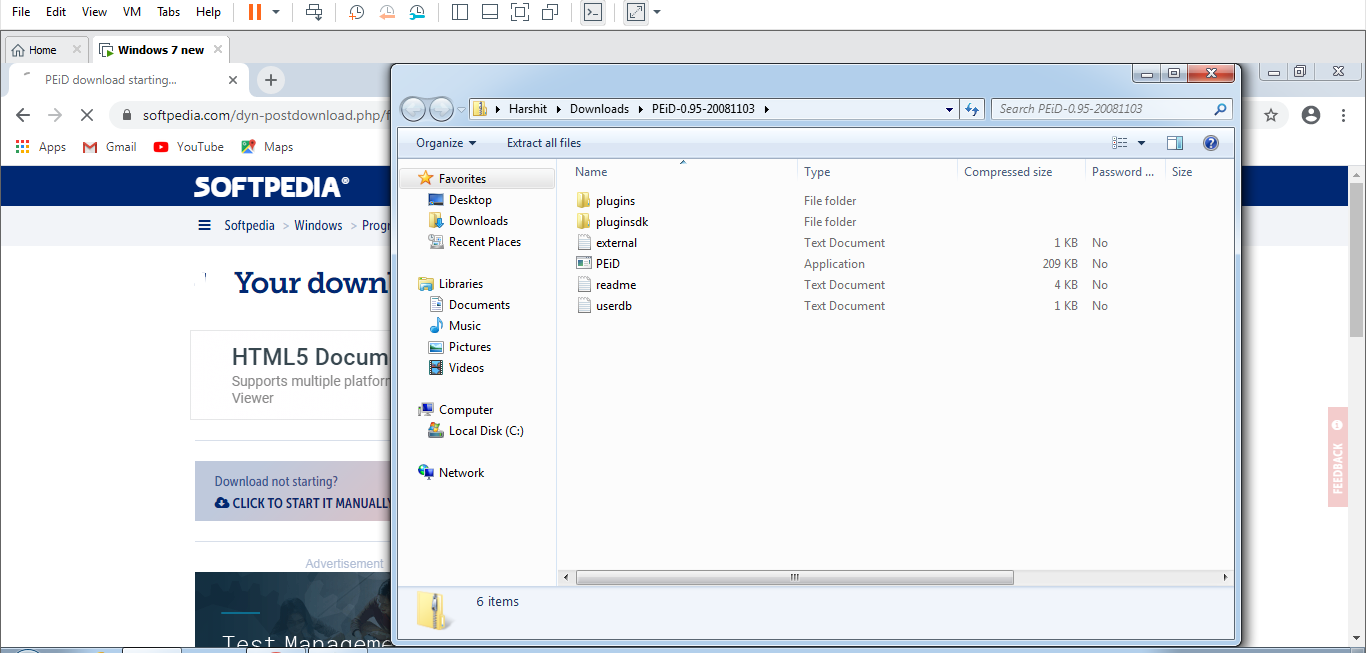 File Edit View VM Tabs Help
Home Windows 7 new
PEiD download starting...
softpedia.com/dyn-postdownload.php/f
Apps Gmail YouTube Maps
SOFTPEDIA®
Softpedia > Windows > Progr
Your downl
HTML5 Docum
Supports multiple platforr
Viewer
Download not starting?
CLICK TO START IT MANUALLY
Advertisement
Test Manageme
FEEDBACK
Harshit Downloads PEiD-0.95-20081103
Search PEiD-0.95-20081103
Organize Extract all files
Favorites
Desktop
Downloads
Recent Places
Libraries
Documents
Music
Pictures
Videos
Computer
Local Disk (C:)
Network
Name Type Compressed size Password ... Size
plugins File folder
pluginsdk File folder
external Text Document 1 KB No
PEiD Application 209 KB No
readme Text Document 4 KB No
userdb Text Document 1 KB No
6 items